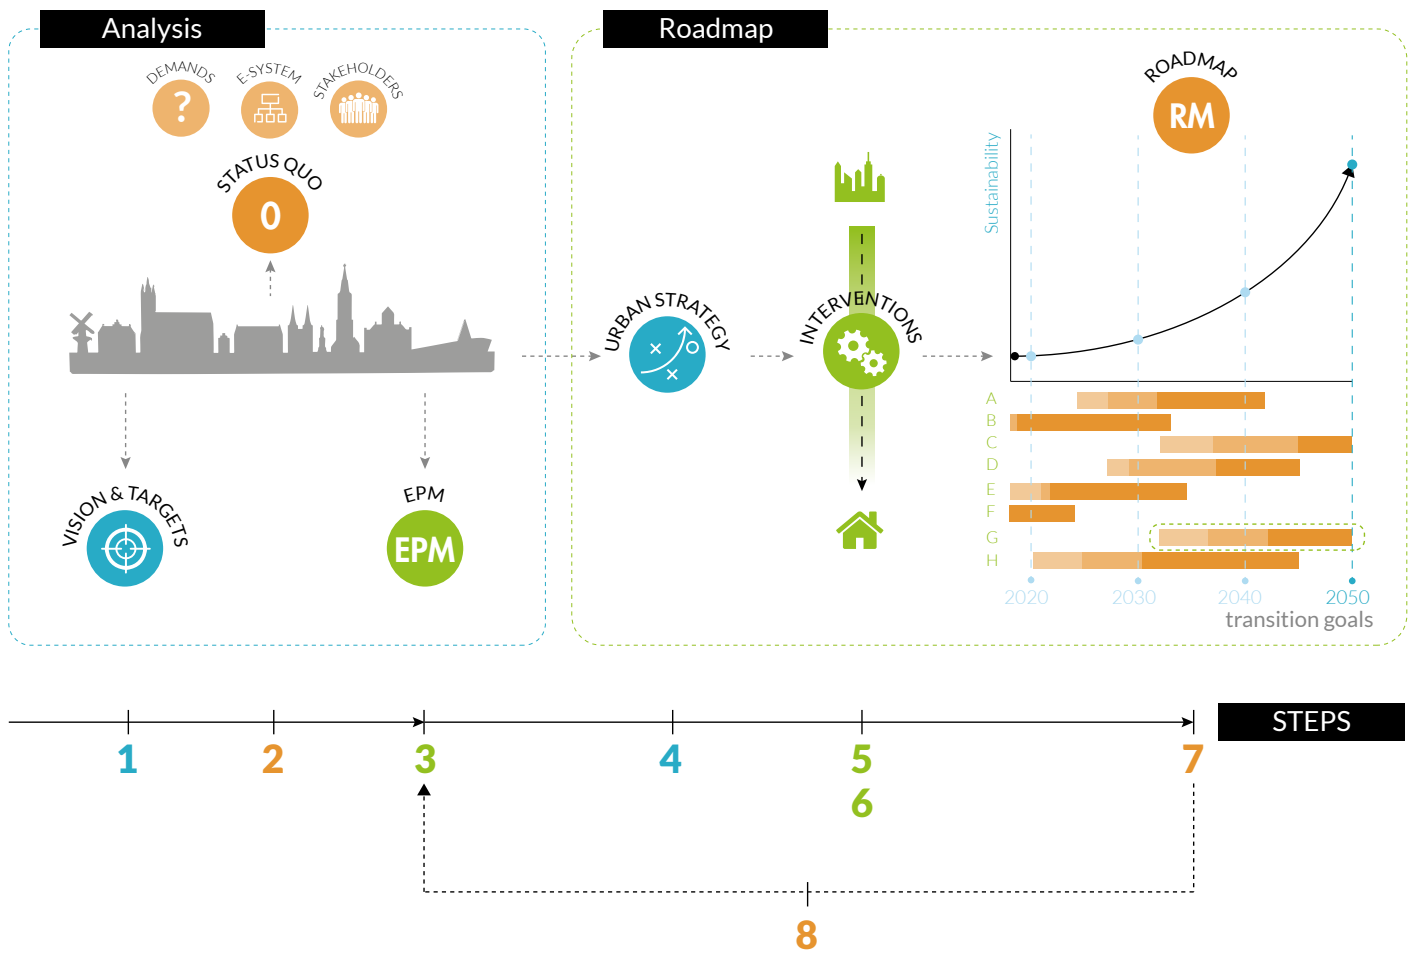 Analysis
Roadmap
DEMANDS
E-SYSTEM
STAKEHOLDERS
?
STATUS QUO
0
VISION & TARGETS
EPM
EPM
URBAN STRATEGY
INTERVENTIONS
ROADMAP
RM
Sustainability
A
B
C
D
E
F
G
H
2020 2030 2040 2050
transition goals
STEPS
1 2 3 4 5 7
6
8